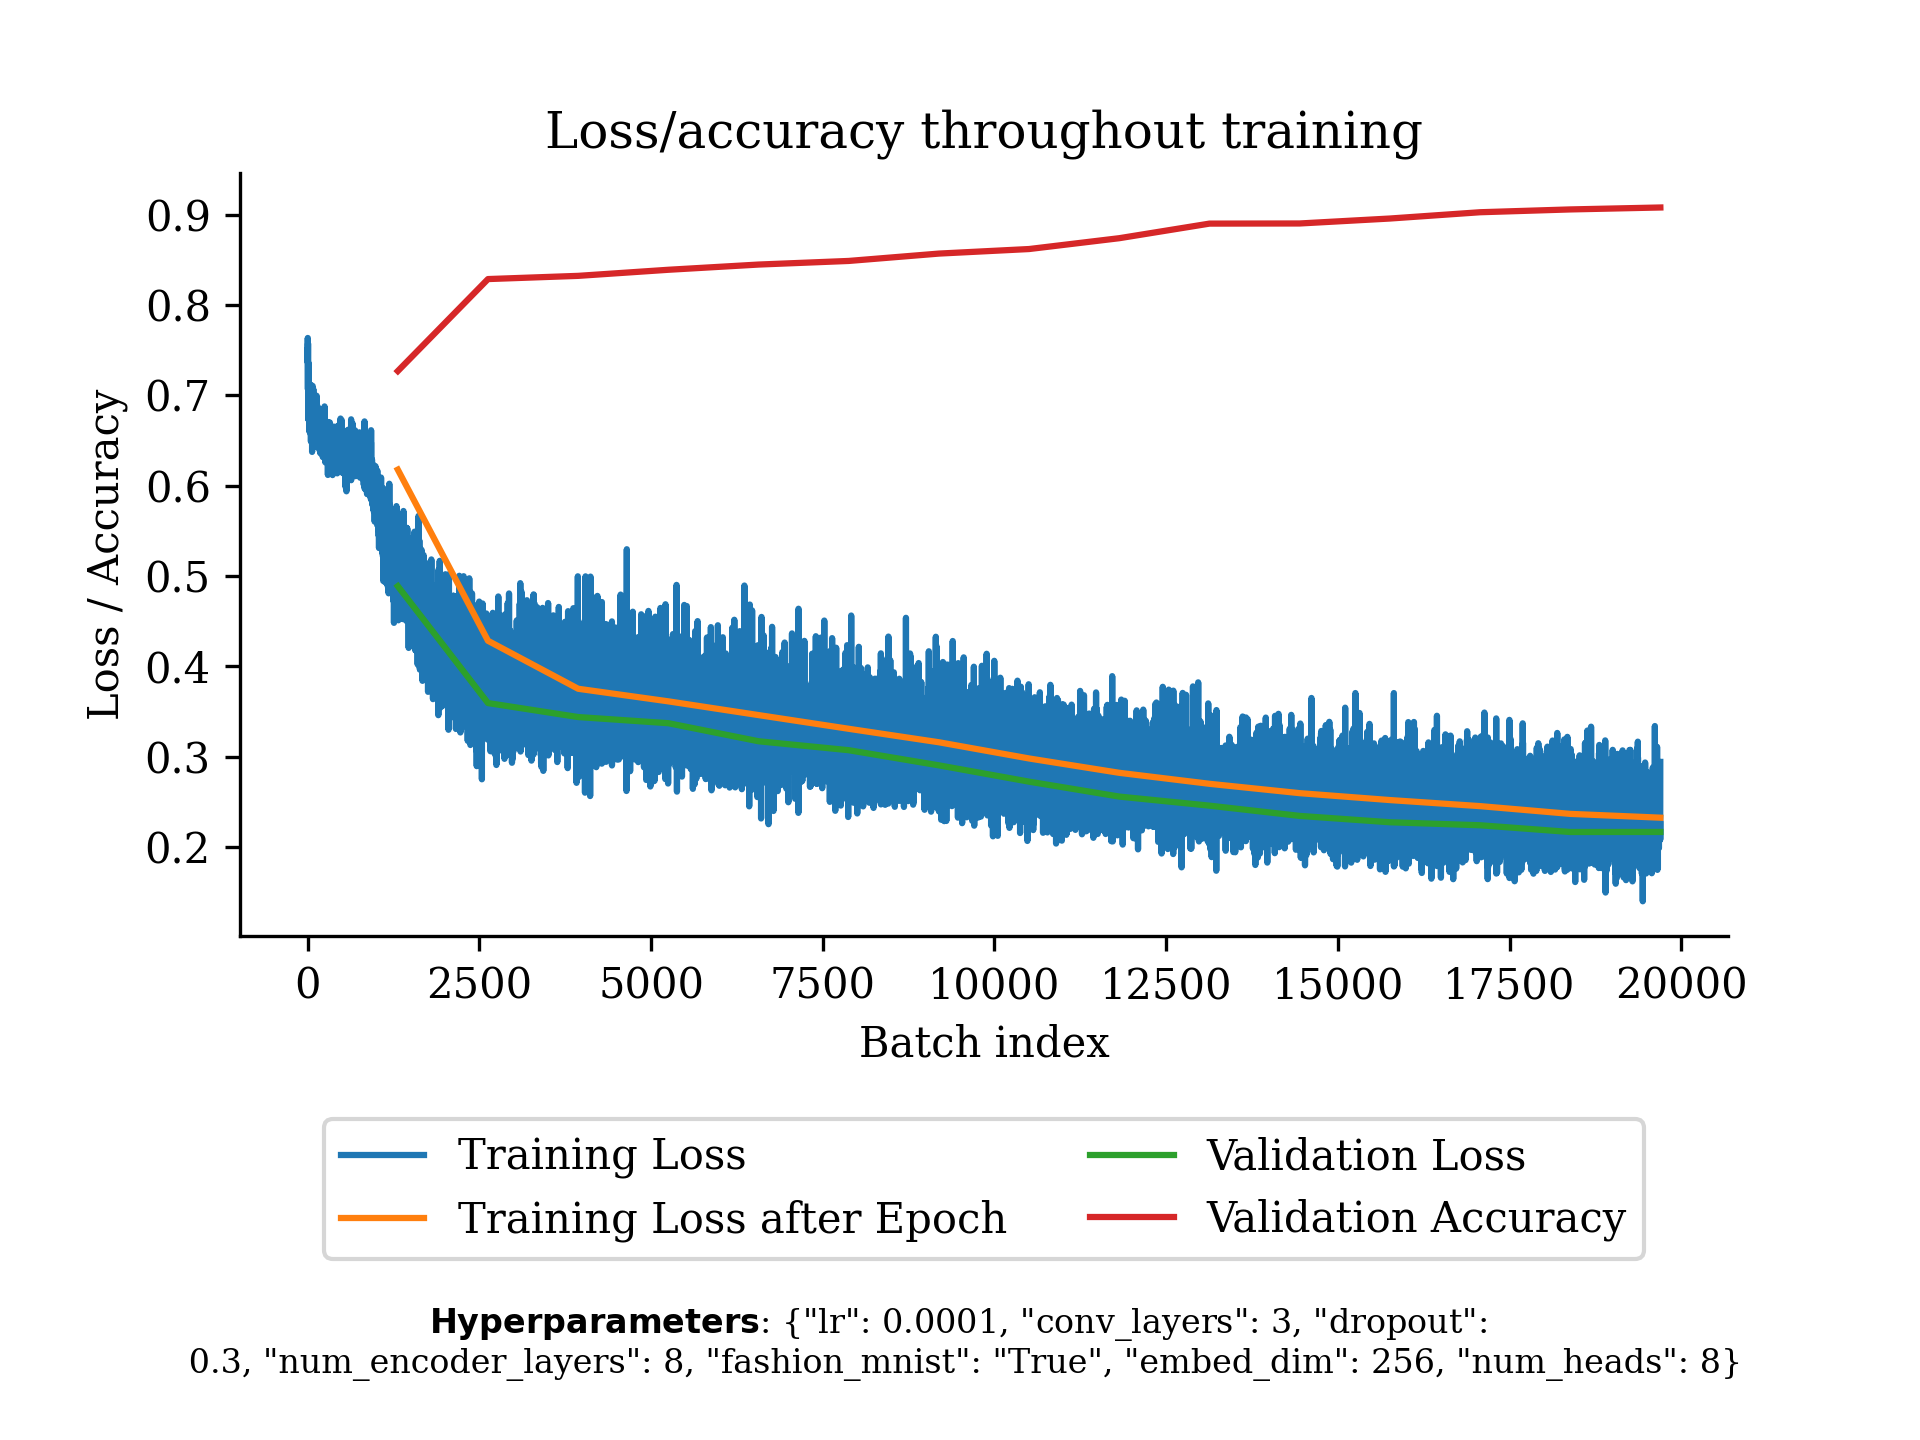 Loss/accuracy throughout training
0.9
0.8
0.7
0.6
0.5
0.4
0.3
0.2
Loss / Accuracy
0 2500 5000 7500 10000 12500 15000 17500 20000
Batch index
Training Loss
Training Loss after Epoch
Validation Loss
Validation Accuracy
Hyperparameters: {"lr": 0.0001, "conv_layers": 3, "dropout":
0.3, "num_encoder_layers": 8, "fashion_mnist": "True", "embed_dim": 256, "num_heads": 8}